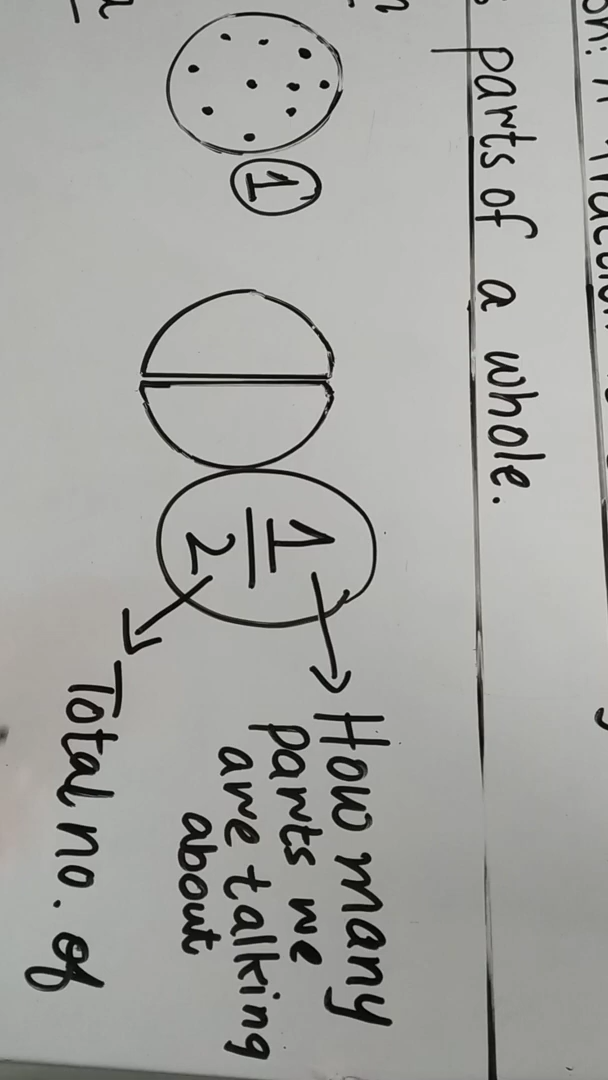 parts of a whole.
1
1
2
How many
parts we
are talking
about
Total no. of